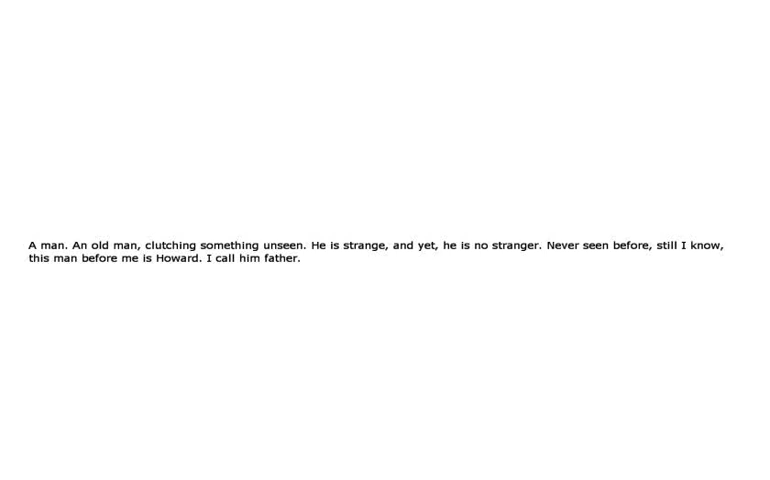 A man. An old man, clutching something unseen. He is strange, and yet, he is no stranger. Never seen before, still I know,
this man before me is Howard. I call him father.